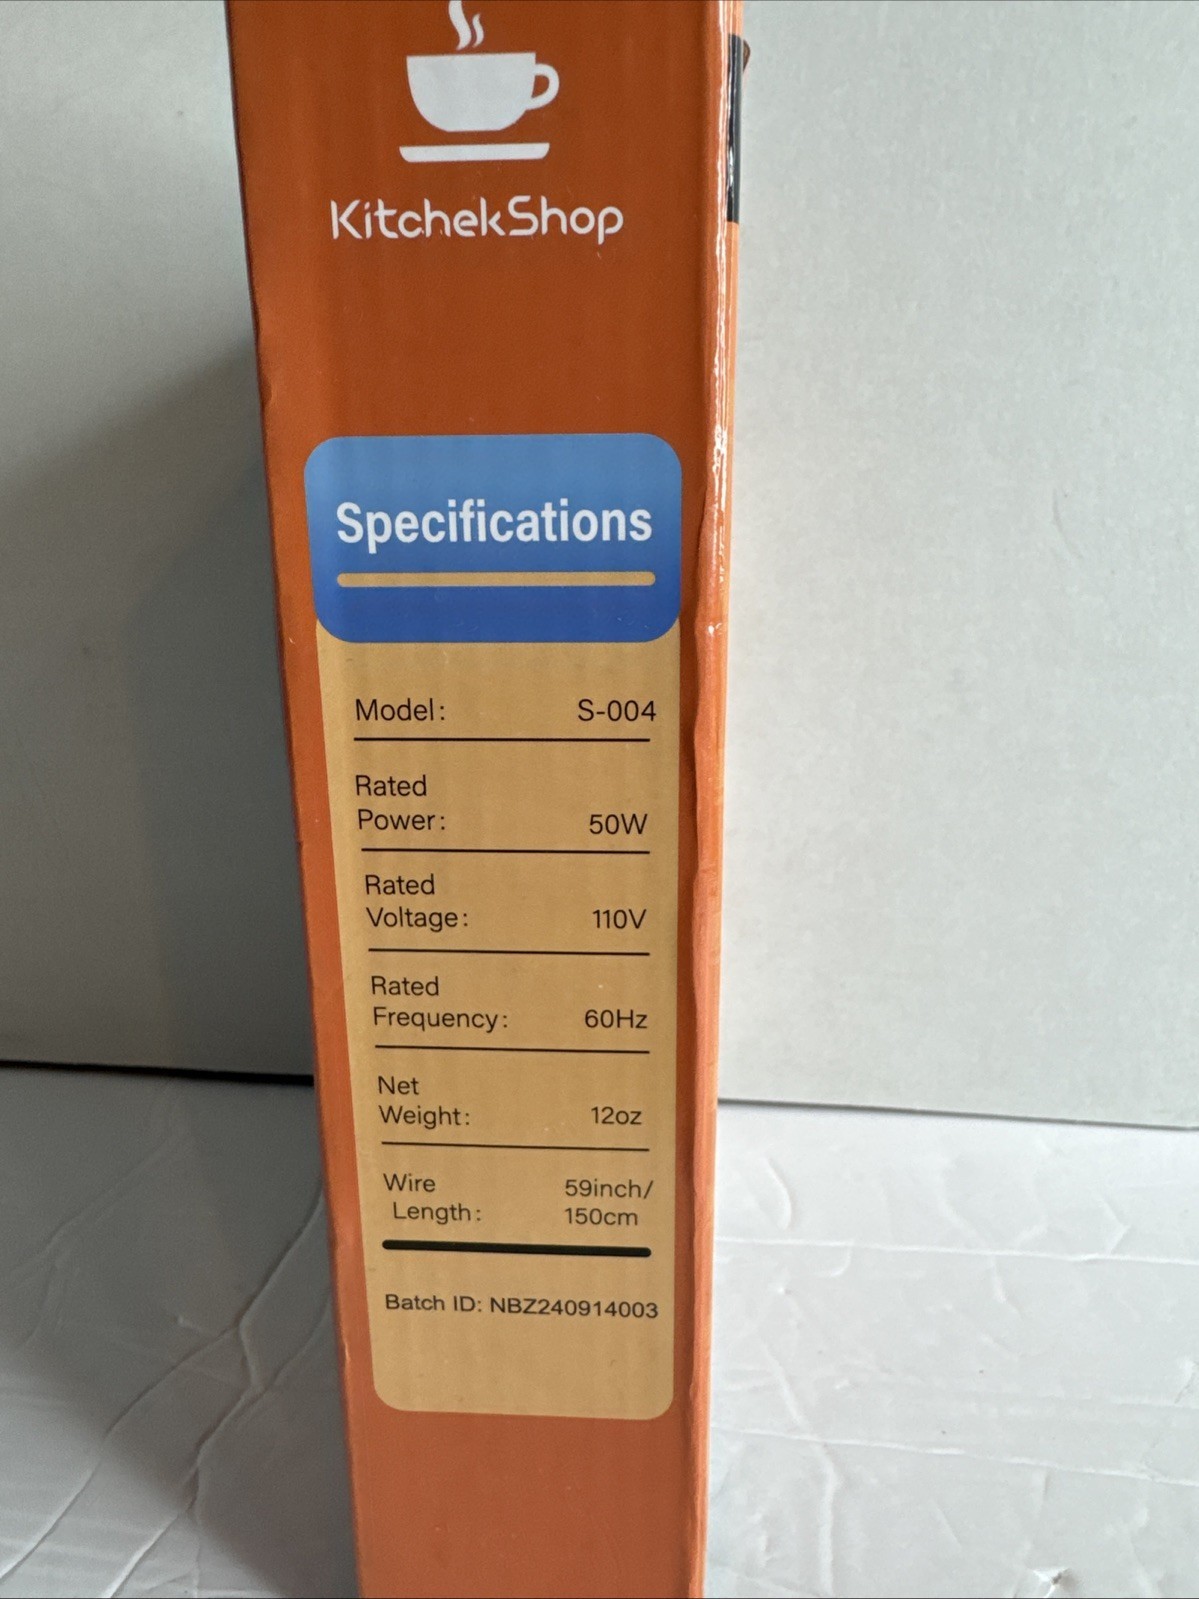 KitchekShop
Specifications
Model: S-004
Rated
Power: 50W
Rated
Voltage: 110V
Rated
Frequency: 60Hz
Net
Weight: 12oz
Wire 59inch/
Length: 150cm
Batch ID: NBZ240914003